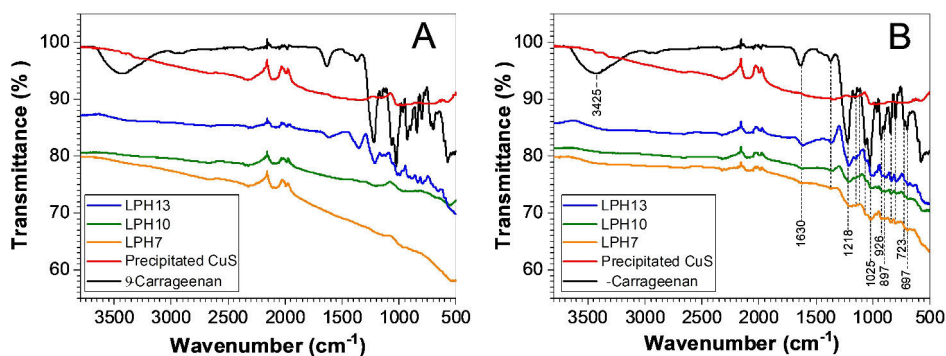 A
Transmittance (%)
100
90
80
70
60
LPH13
LPH10
LPH7
Precipitated CuS
9-Carrageenan
3500 3000 2500 2000 1500 1000 500
Wavenumber (cm-1)
B
Transmittance (%)
100
90
80
70
60
3425
1630
1218
1025
926
897
723
697
LPH13
LPH10
LPH7
Precipitated CuS
-Carrageenan
3500 3000 2500 2000 1500 1000 500
Wavenumber (cm-1)